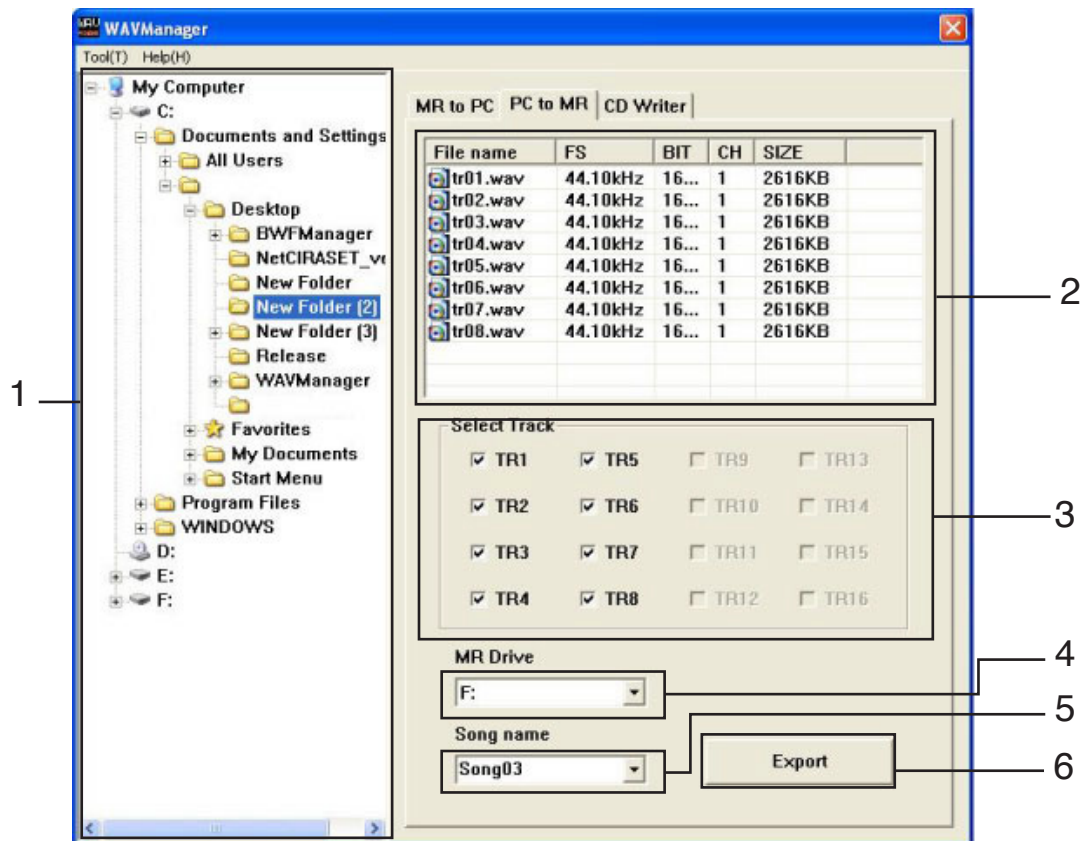 WAVManager
Tool(T) Help(H)
My Computer
C:
Documents and Settings
All Users
Desktop
BWFManager
NetCIRASET_ve
New Folder
New Folder (2)
New Folder (3)
Release
WAVManager
Favorites
My Documents
Start Menu
Program Files
WINDOWS
D:
E:
F:
1
MR to PC PC to MR CD Writer
File name FS BIT CH SIZE
tr01.wav 44.10kHz 16... 1 2616KB
tr02.wav 44.10kHz 16... 1 2616KB
tr03.wav 44.10kHz 16... 1 2616KB
tr04.wav 44.10kHz 16... 1 2616KB
tr05.wav 44.10kHz 16... 1 2616KB
tr06.wav 44.10kHz 16... 1 2616KB
tr07.wav 44.10kHz 16... 1 2616KB
tr08.wav 44.10kHz 16... 1 2616KB
2
Select Track
TR1 TR5 TR9 TR13
TR2 TR6 TR10 TR14
TR3 TR7 TR11 TR15
TR4 TR8 TR12 TR16
3
MR Drive
F:
4
Song name
Song03
5
Export
6